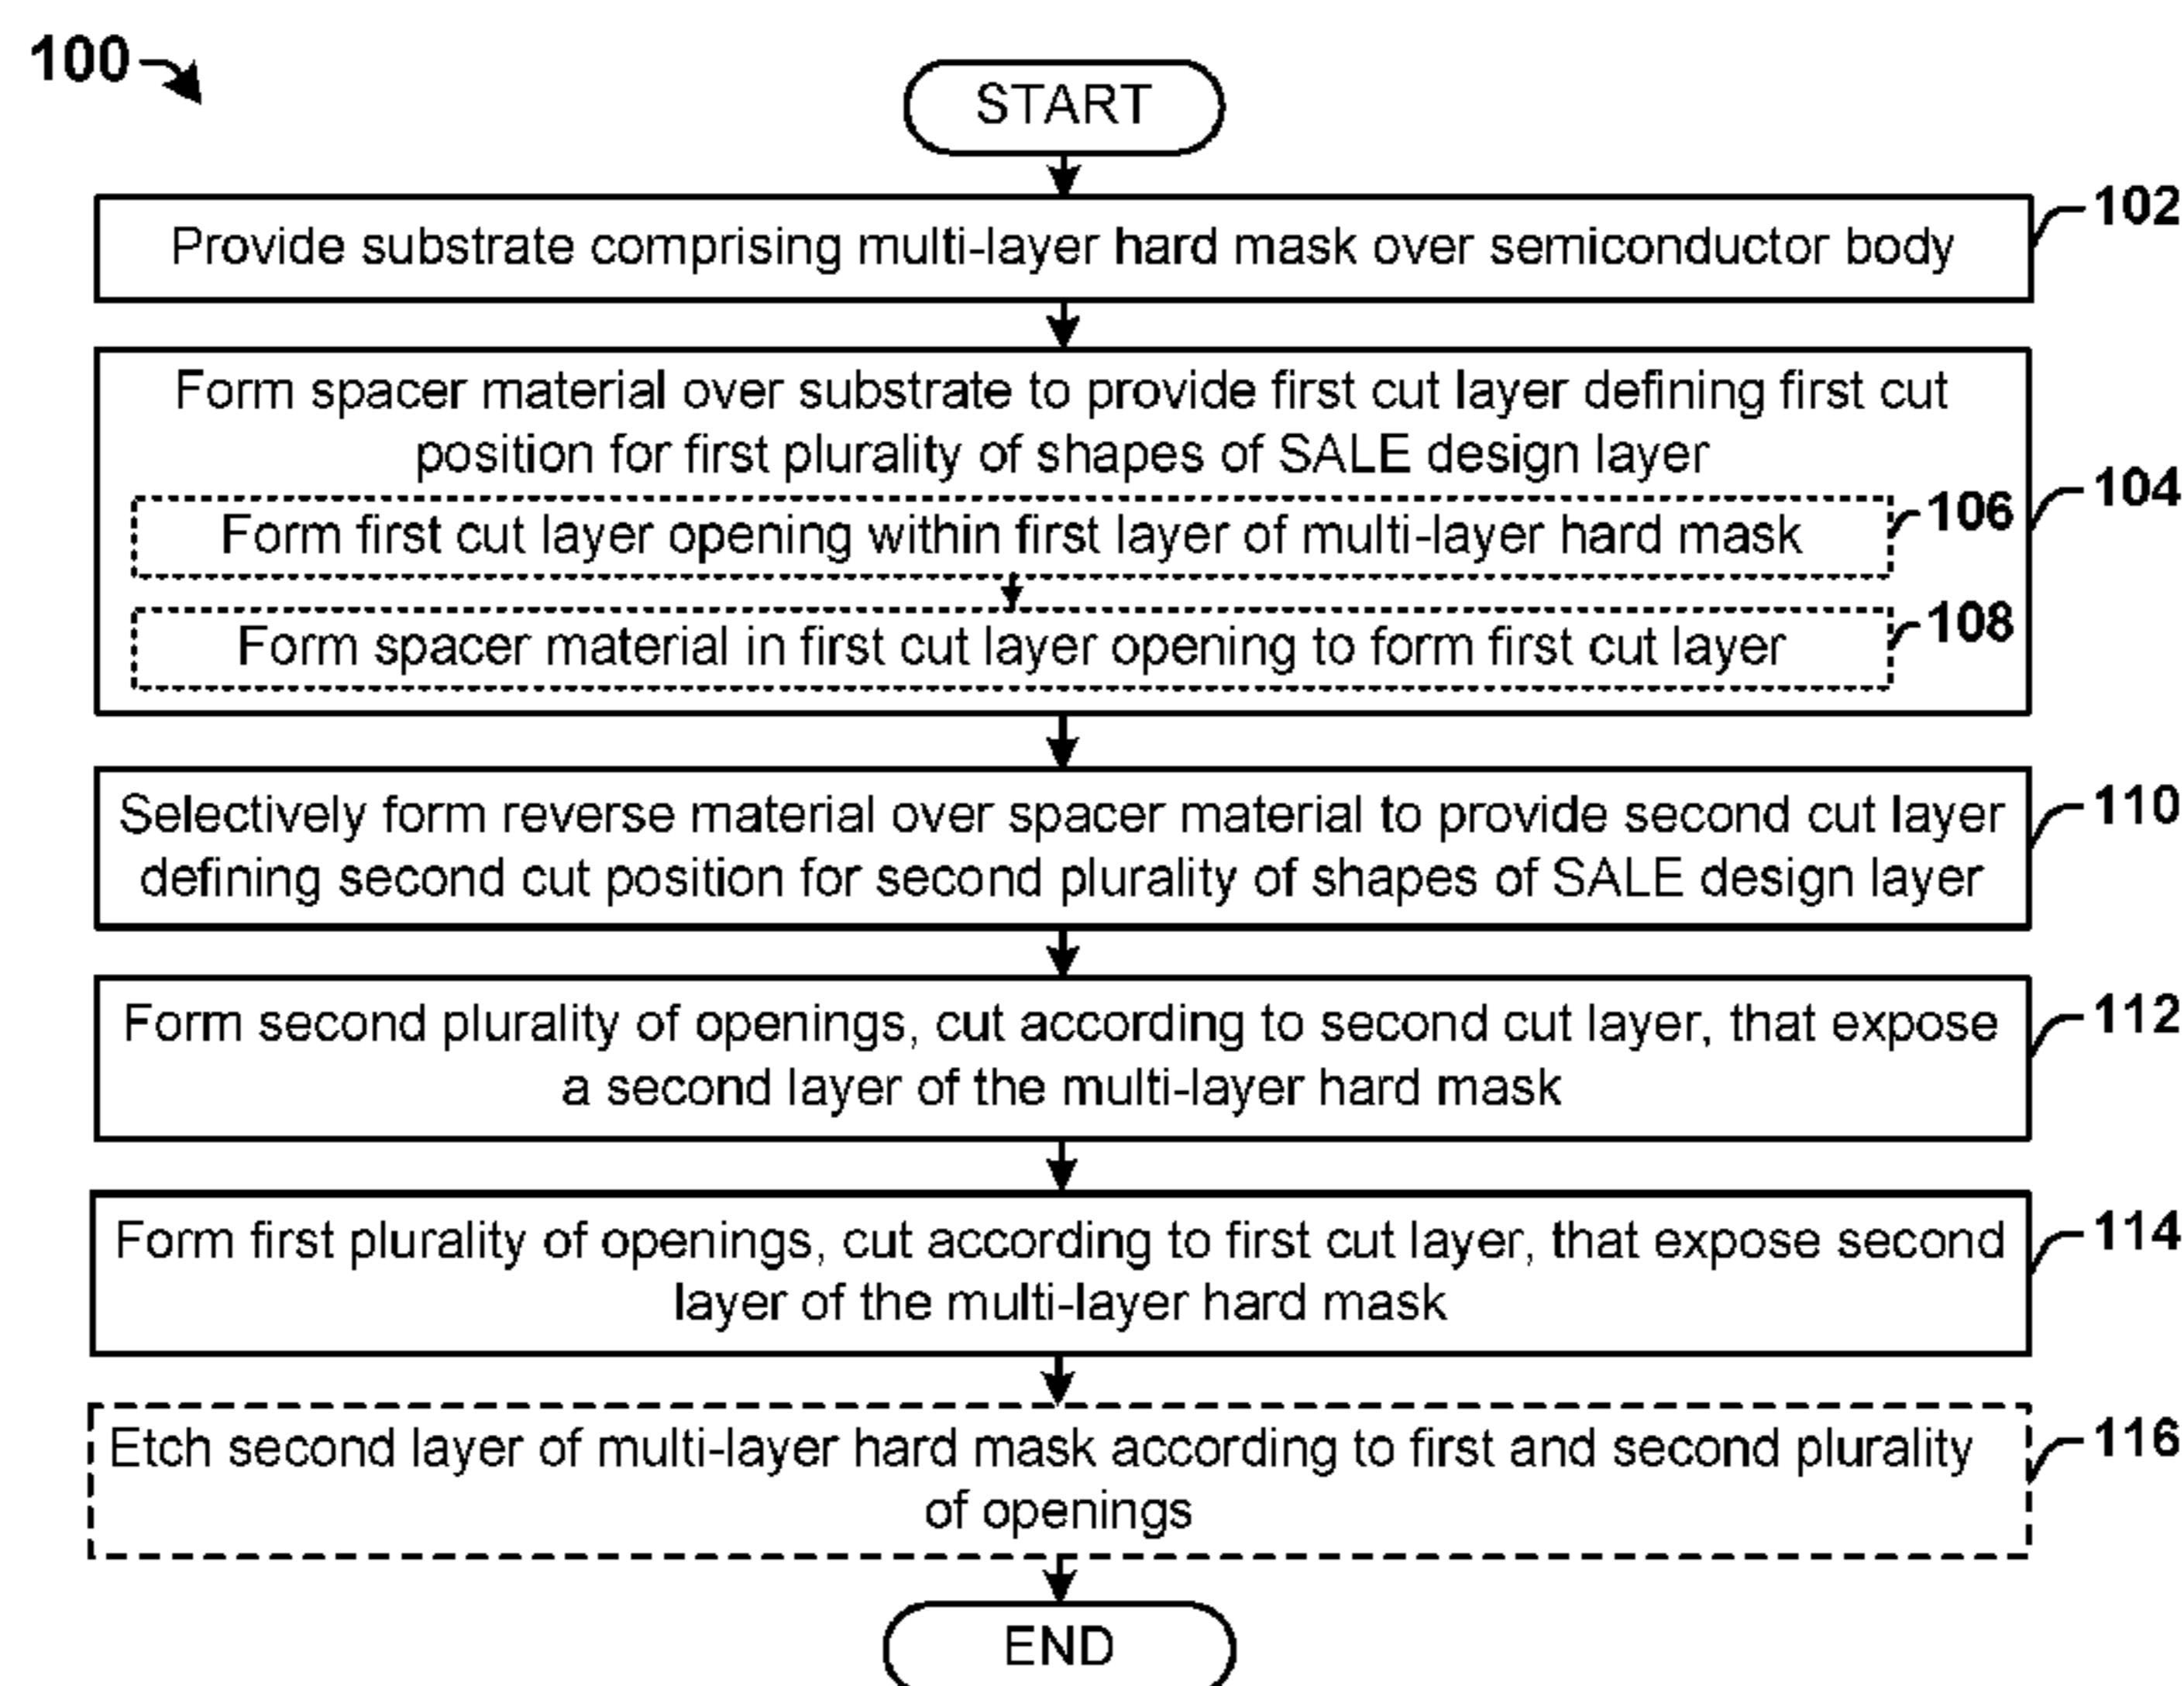 100
START
Provide substrate comprising multi-layer hard mask over semiconductor body
102
Form spacer material over substrate to provide first cut layer defining first cut
position for first plurality of shapes of SALE design layer
104
Form first cut layer opening within first layer of multi-layer hard mask
106
Form spacer material in first cut layer opening to form first cut layer
108
Selectively form reverse material over spacer material to provide second cut layer
defining second cut position for second plurality of shapes of SALE design layer
110
Form second plurality of openings, cut according to second cut layer, that expose
a second layer of the multi-layer hard mask
112
Form first plurality of openings, cut according to first cut layer, that expose second
layer of the multi-layer hard mask
114
Etch second layer of multi-layer hard mask according to first and second plurality
of openings
116
END